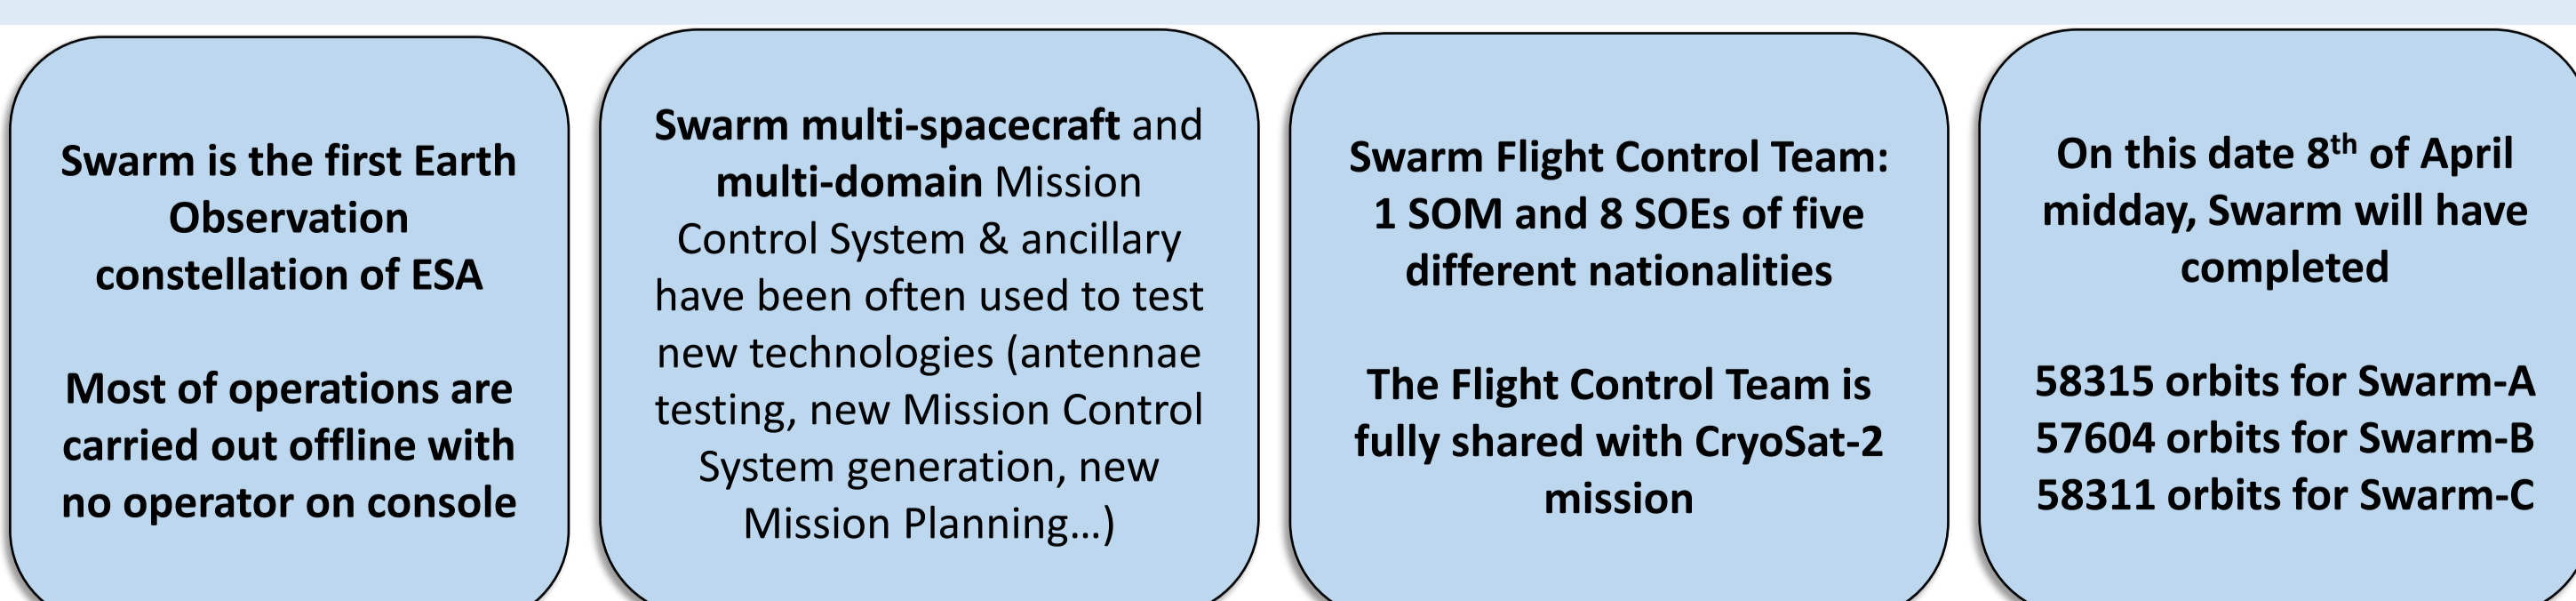 Swarm is the first Earth
Observation
constellation of ESA
Most of operations are
carried out offline with
no operator on console
Swarm multi-spacecraft and
multi-domain Mission
Control System & ancillary
have been often used to test
new technologies (antennae
testing, new Mission Control
System generation, new
Mission Planning...)
Swarm Flight Control Team:
1 SOM and 8 SOEs of five
different nationalities
The Flight Control Team is
fully shared with CryoSat-2
mission
On this date 8th of April
midday, Swarm will have
completed
58315 orbits for Swarm-A
57604 orbits for Swarm-B
58311 orbits for Swarm-C